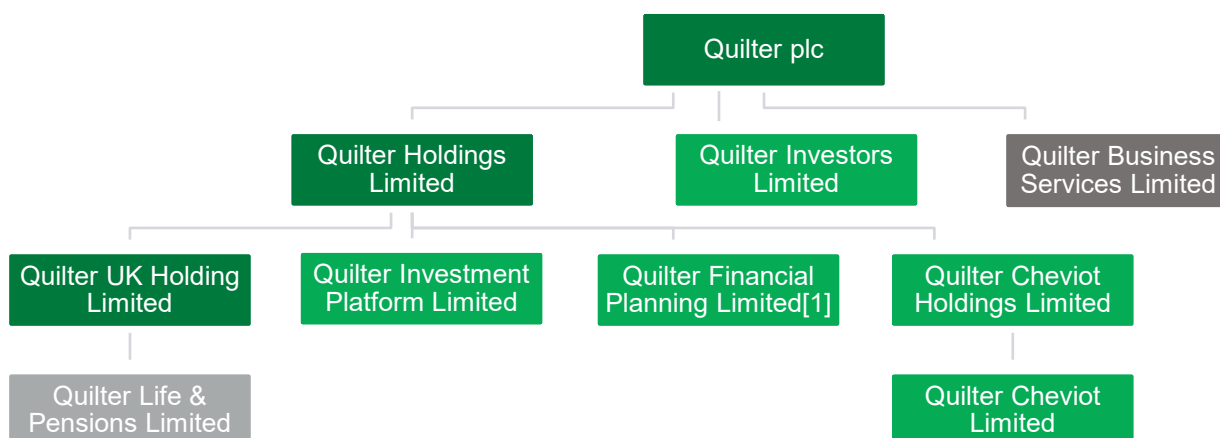 Quilter plc
Quilter Holdings
Limited
Quilter Investors
Limited
Quilter Business
Services Limited
Quilter UK Holding
Limited
Quilter Investment
Platform Limited
Quilter Financial
Planning Limited[1]
Quilter Cheviot
Holdings Limited
Quilter Life &
Pensions Limited
Quilter Cheviot
Limited